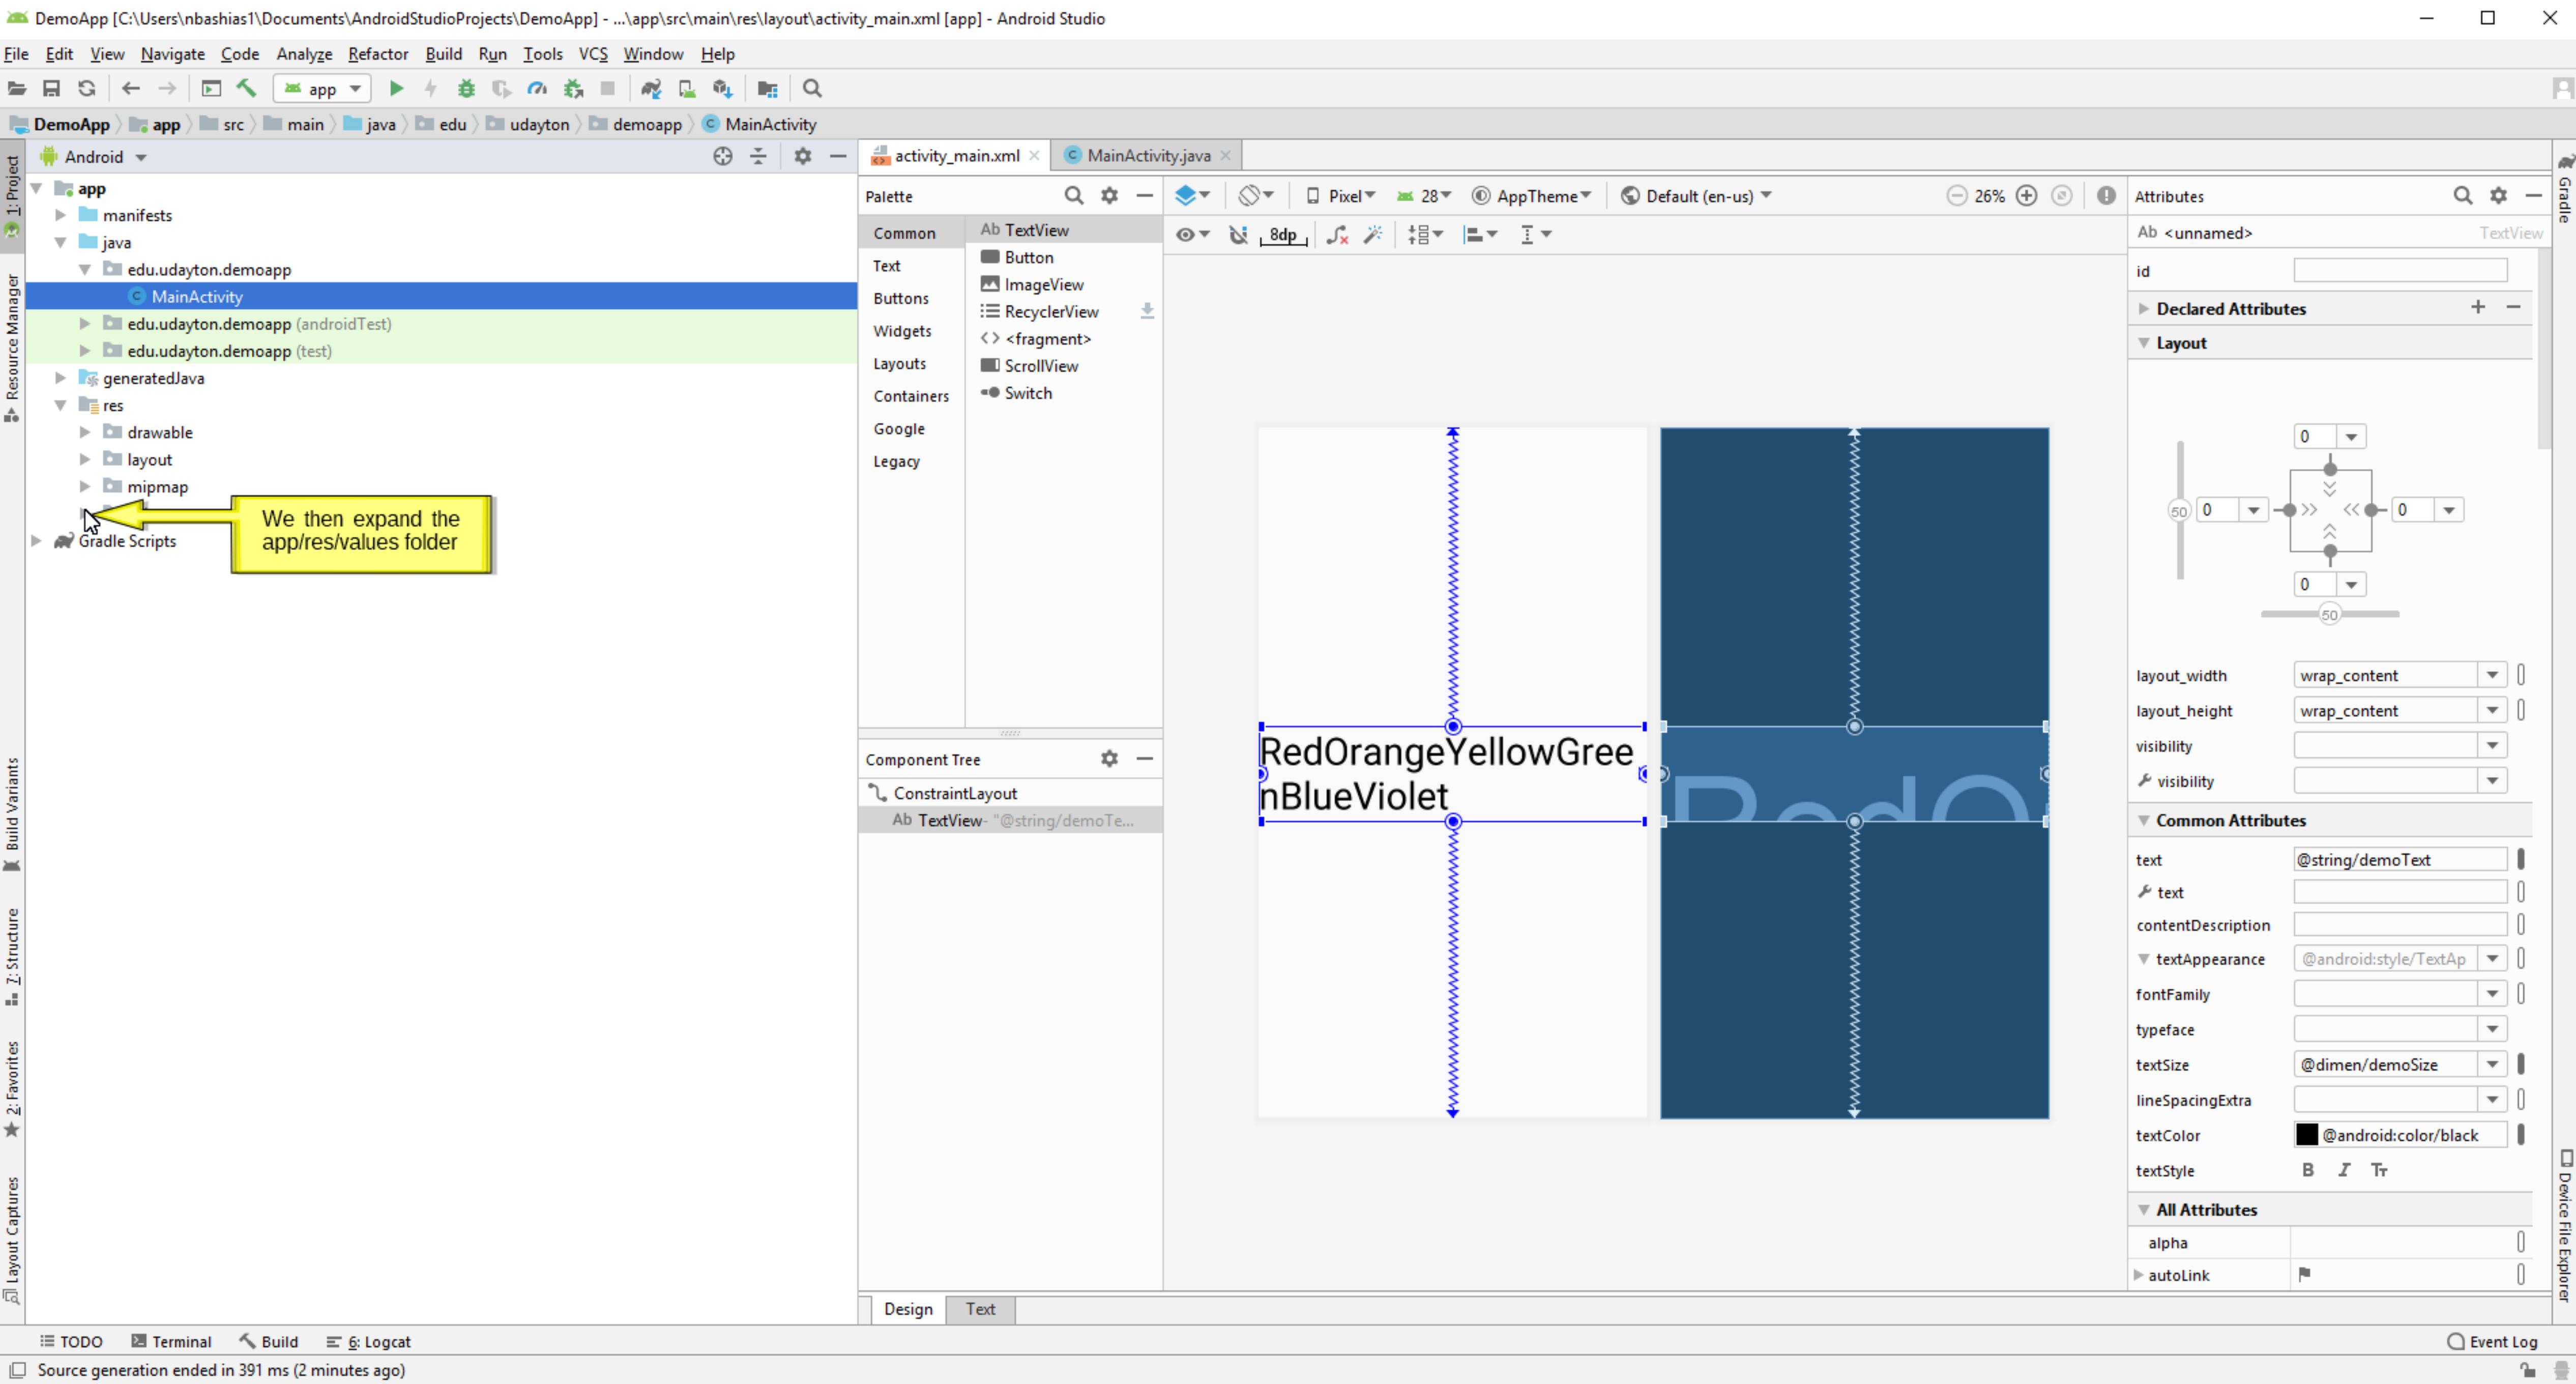 DemoApp [C:\Users\nbashias1\Documents\AndroidStudioProjects\DemoApp] - ...\app\src\main\res\layout\activity_main.xml [app] - Android Studio
File Edit View Navigate Code Analyze Refactor Build Run Tools VCS Window Help
app
DemoApp app src main java edu udayton demoapp MainActivity
1: Project
Resource Manager
Build Variants
7: Structure
2: Favorites
Layout Captures
Android
app
manifests
java
edu.udayton.demoapp
MainActivity
edu.udayton.demoapp (androidTest)
edu.udayton.demoapp (test)
generatedJava
res
drawable
layout
mipmap
Gradle Scripts
We then expand the
app/res/values folder
activity_main.xml MainActivity.java
Palette
Common
Text
Buttons
Widgets
Layouts
Containers
Google
Legacy
Ab TextView
Button
ImageView
RecyclerView
<> <fragment>
ScrollView
Switch
Component Tree
ConstraintLayout
Ab TextView- "@string/demoTe...
Pixel 28 AppTheme Default (en-us) 26%
8dp
RedOrangeYellowGree
nBlueViolet
RedO
Design Text
Attributes
Ab <unnamed> TextView
id
Declared Attributes
Layout
0
50 0 0
0
50
layout_width wrap_content
layout_height wrap_content
visibility
visibility
Common Attributes
text @string/demoText
text
contentDescription
textAppearance @android:style/TextAp
fontFamily
typeface
textSize @dimen/demoSize
lineSpacingExtra
textColor @android:color/black
textStyle B I Tт
All Attributes
alpha
autoLink
Gradle
Device File Explorer
TODO Terminal Build 6: Logcat Event Log
Source generation ended in 391 ms (2 minutes ago)